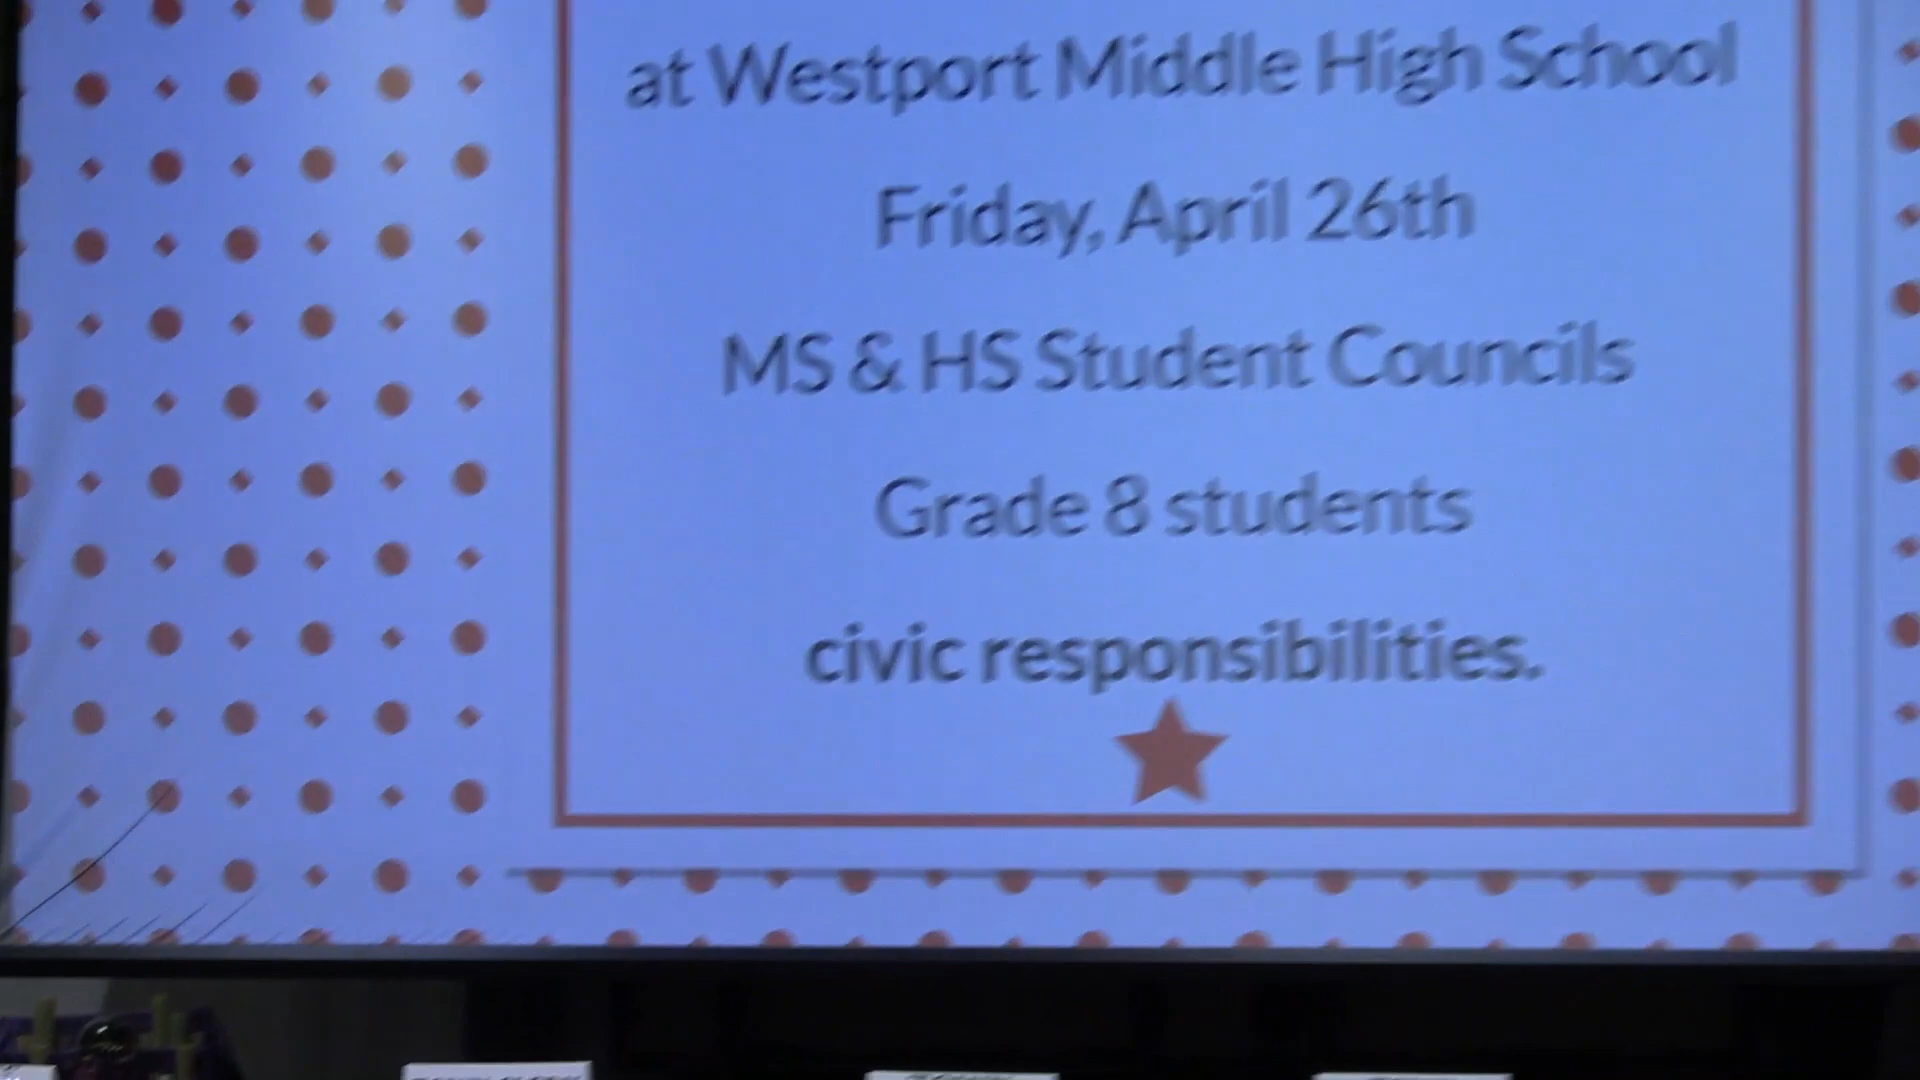 at Westport Middle High School
Friday, April 26th
MS & HS Student Councils
Grade 8 students
civic responsibilities.